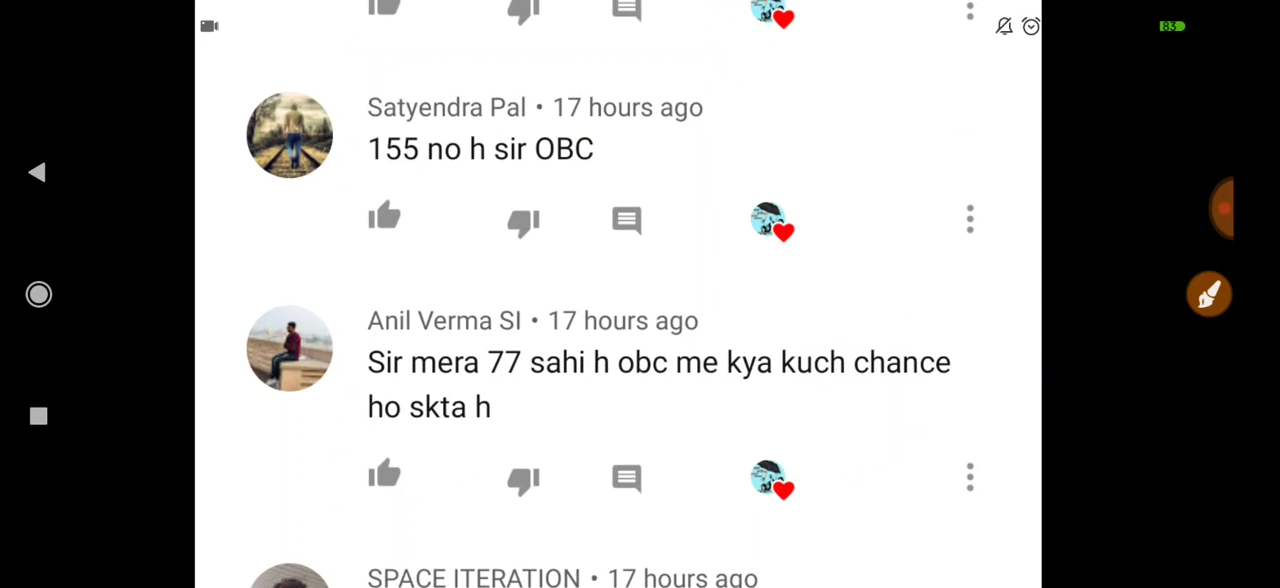 83
Satyendra Pal • 17 hours ago
155 no h sir OBC
Anil Verma SI • 17 hours ago
Sir mera 77 sahi h obc me kya kuch chance
ho skta h
SPACE ITERATION • 17 hours ago